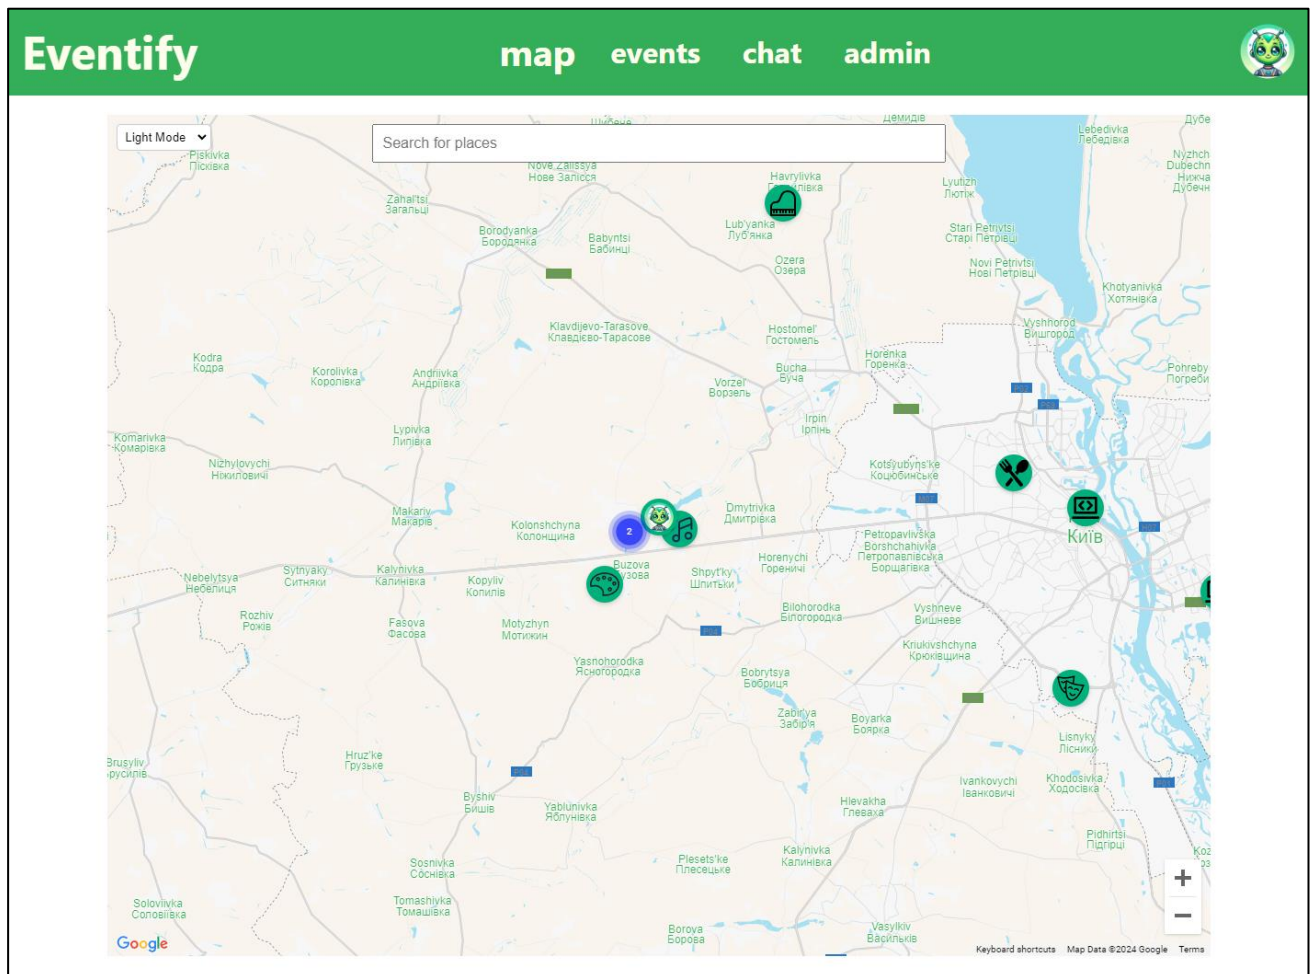 Eventify
map
events
chat
admin
Light Mode
Search for places
Piskivka
Пісківка
Nove Zalissya
Нове Залісся
Демидів
Lebedivka
Лебедівка
Havrylivka
Lyutizh
Лютіж
Zahal'tsi
Загальці
Borodyanka
Бородянка
Babyntsi
Бабинці
Lub'yanka
Луб'янка
Stari Petrivtsi
Старі Петрівці
Ozera
Озера
Novi Petrivtsi
Нові Петрівці
Khotyanivka
Хотянівка
Klavdijevo-Tarasove
Клавдієво-Тарасове
Hostomel'
Гостомель
Vyshhorod
Вишгород
Horenka
Горенка
Kodra
Кодра
Korolivka
Королівка
Andriivka
Андріївка
Bucha
Буча
Vorzel'
Ворзель
Pohreby
Погреби
Irpin
Ірпінь
Lypivka
Липівка
Komarivka
Комарівка
Nizhylovychi
Ніжиловичі
Kotsyubyns'ke
Коцюбинське
Makariv
Макарів
Kolonshchyna
Колонщина
Dmytrivka
Дмитрівка
2
Київ
Petropavlivska
Borshchahivka
Петропавлівська
Борщагівка
Horenychi
Гореничі
Buzova
Shpyt'ky
Шпитьки
Nebelytsya
Небелиця
Sytnyaky
Ситняки
Kalynivka
Калинівка
Kopyliv
Копилів
Rozhiv
Рожів
Fasova
Фасова
Motyzhyn
Мотижин
Bilohorodka
Білогородка
Vyshneve
Вишневе
Kriukivshchyna
Крюківщина
Yasnohorodka
Ясногородка
Bobrytsya
Бобриця
Zabir'ya
Забір'я
Boyarka
Боярка
Lisnyky
Лісники
Hruz'ke
Грузьке
Brusyliv
Ivankovychi
Іванковичі
Khodosivka
Ходосівка
Byshiv
Бишів
Yablunivka
Яблунівка
Hlevakha
Глеваха
Pidhirtsi
Підгірці
Sosnivka
Соснівка
Plesets'ke
Плесецьке
Kalynivka
Калинівка
Soloviivka
Соловіївка
Tomashivka
Томашівка
Borova
Борова
Vasylkiv
Васильків
Google
Keyboard shortcuts
Map Data ©2024 Google
Terms